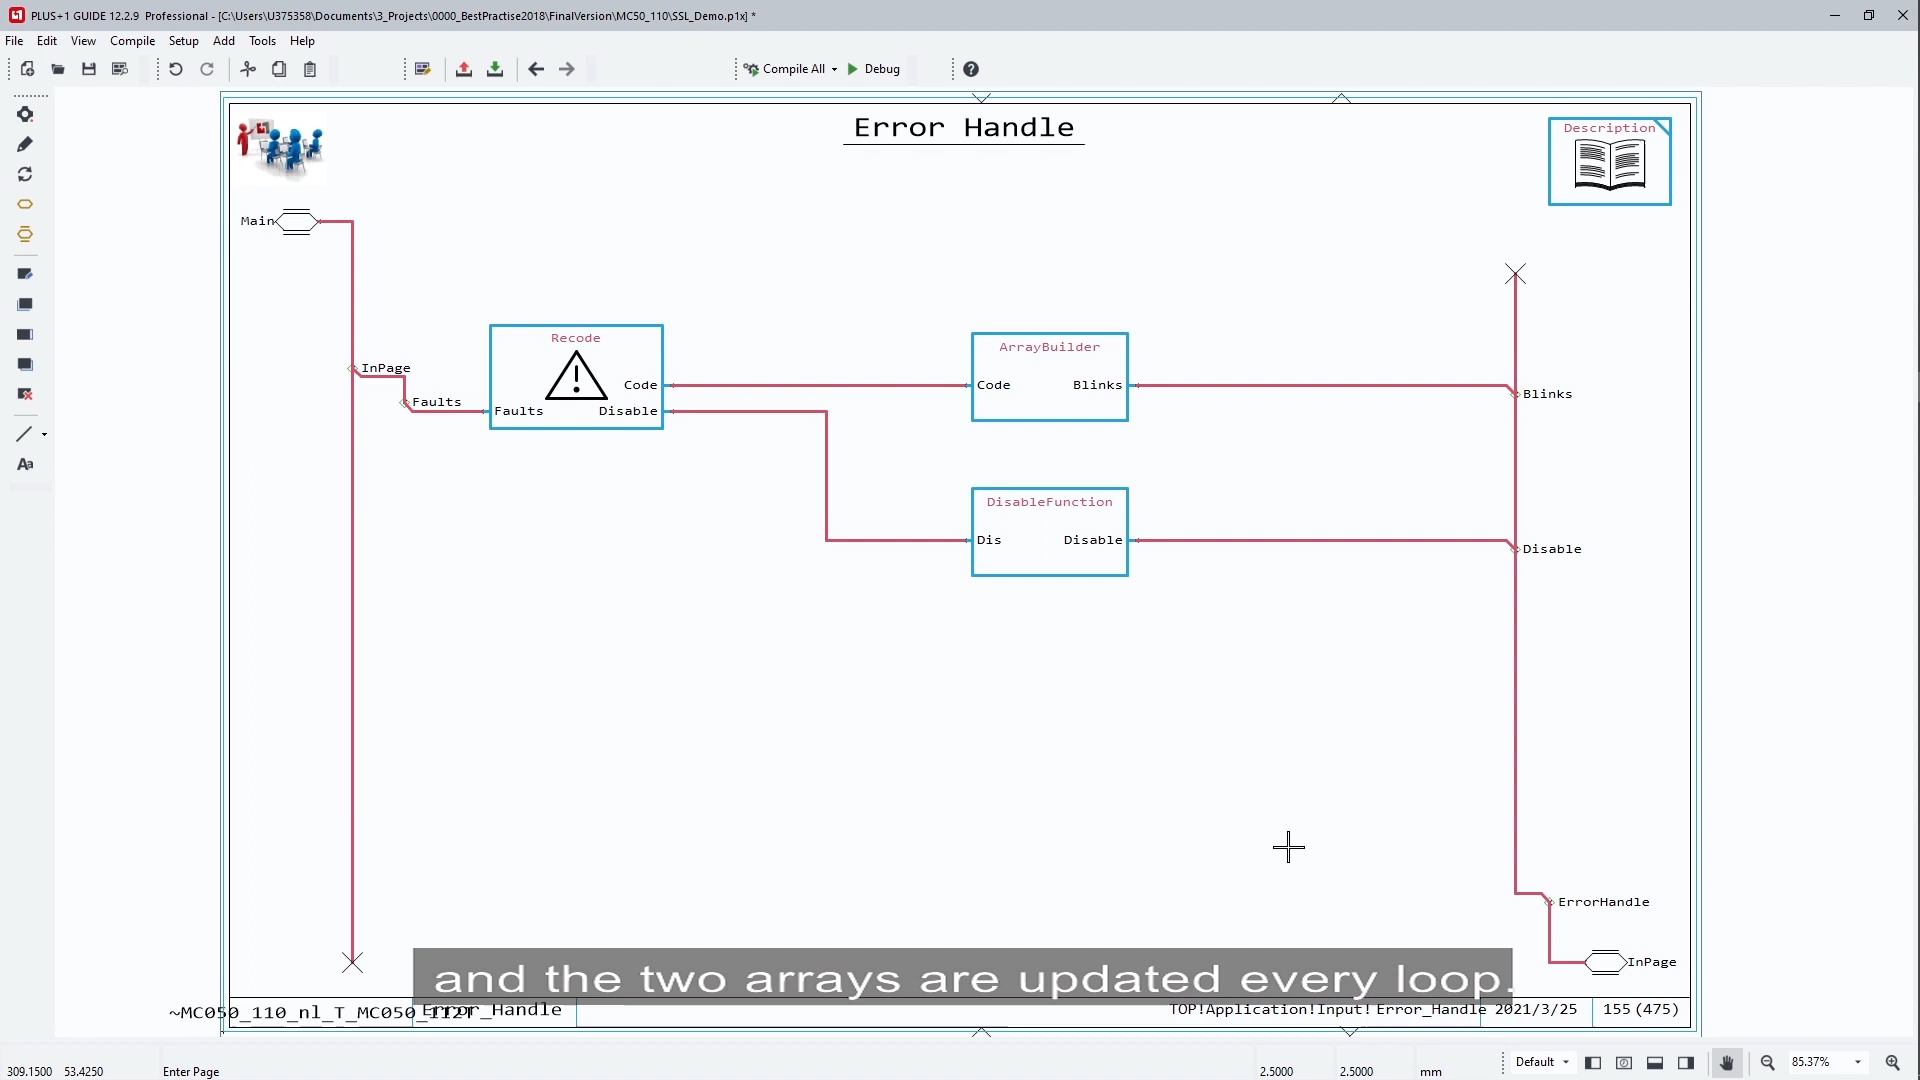 PLUS+1 GUIDE 12.2.9 Professional - [C:\Users\U375358\Documents\3_Projects\0000_BestPractise2018\FinalVersion\MC50_110\SSL_Demo.p1x] *
File Edit View Compile Setup Add Tools Help
Compile All Debug
Error Handle
Description
Main
Recode
ArrayBuilder
InPage
Code
Code Blinks
Blinks
Faults
Faults Disable
DisableFunction
Dis Disable
Disable
ErrorHandle
InPage
and the two arrays are updated every loop.
~MC050_110_nl_T_MC050_112T_
Error_Handle
TOP!Application!Input!Error_Handle 2021/3/25 155(475)
Default 85.37%
309.1500 53.4250 Enter Page 2.5000 2.5000 mm
Aa